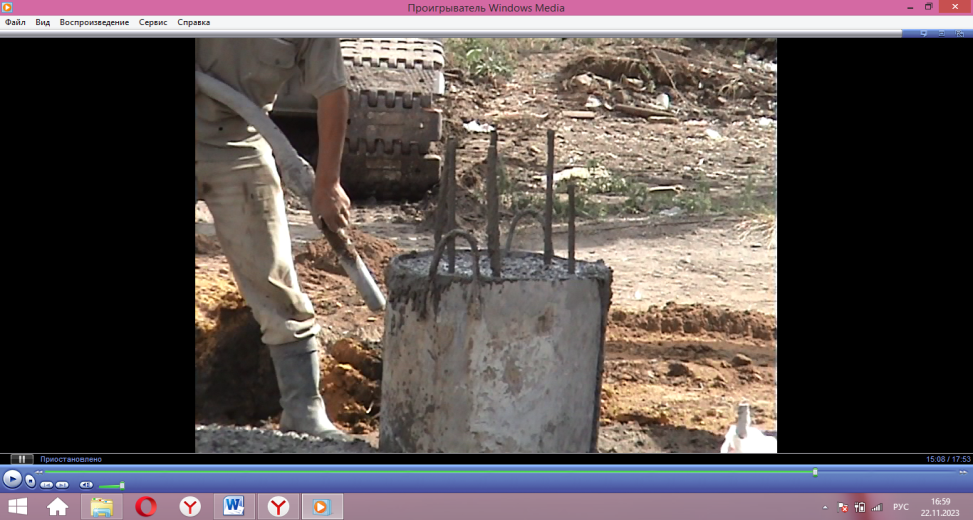 Проигрыватель Windows Media
Файл Вид Воспроизведение Сервис Справка
Приостановлено
15:08 / 17:53
РУС
16:59
22.11.2023